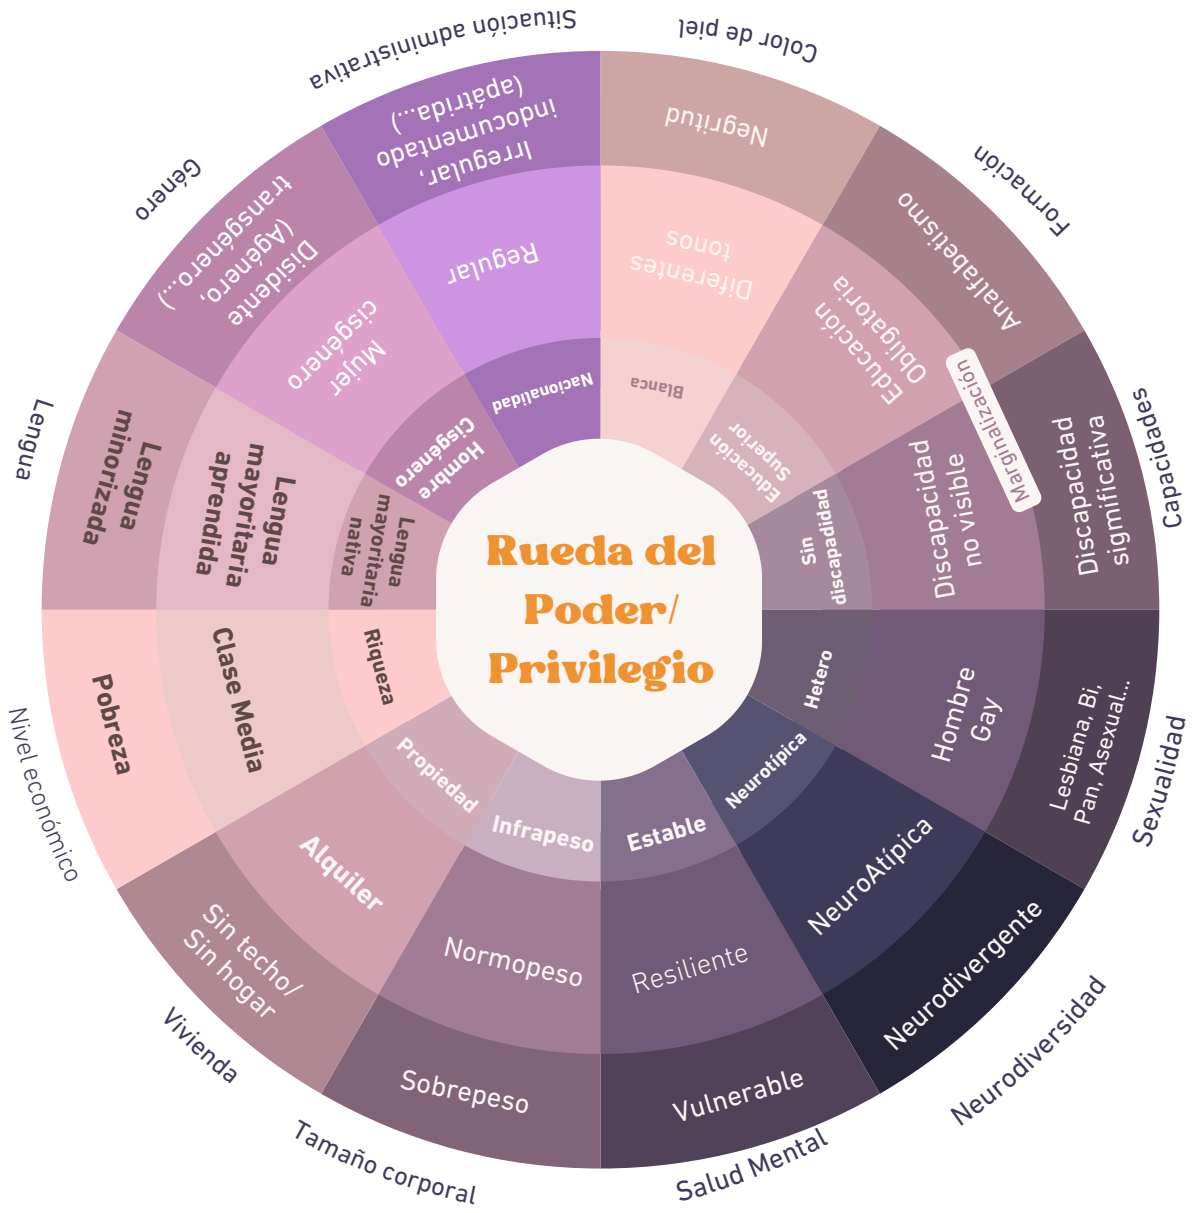 Rueda del
Poder/
Privilegio
Color de piel
Negritud
Diferentes
tonos
Blanca
Formación
Analfabetismo
Educación
Obligatoria
Educación
Superior
Marginalización
Capacidades
Discapacidad
significativa
Discapacidad
no visible
Sin
discapadidad
Sexualidad
Lesbiana, Bi,
Pan, Asexual...
Hombre
Gay
Hetero
Neurodiversidad
Neurodivergente
NeuroAtípica
Neurotípica
Salud Mental
Vulnerable
Resiliente
Estable
Tamaño corporal
Sobrepeso
Normopeso
Infrapeso
Vivienda
Sin techo/
Sin hogar
Alquiler
Propiedad
Nivel económico
Pobreza
Clase Media
Riqueza
Lengua
Lengua
minorizada
Lengua
mayoritaria
aprendida
Lengua
mayoritaria
nativa
Género
Disidente
(Agénero,
transgénero...)
Mujer
cisgénero
Hombre
Cisgénero
Situación administrativa
Irregular,
indocumentado
(apátrida...)
Regular
Nacionalidad